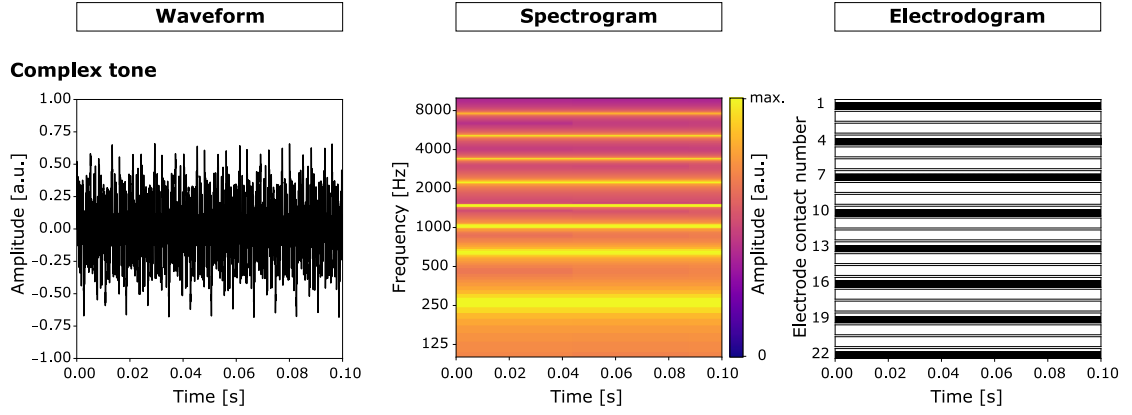 Waveform
Spectrogram
Electrodogram
Complex tone
1.00
0.75
0.50
0.25
0.00
−0.25
−0.50
−0.75
−1.00
Amplitude [a.u.]
0.00 0.02 0.04 0.06 0.08 0.10
Time [s]
8000
4000
2000
1000
500
250
125
Frequency [Hz]
0.00 0.02 0.04 0.06 0.08 0.10
Time [s]
max.
0
Amplitude [a.u.]
1
4
7
10
13
16
19
22
Electrode contact number
0.00 0.02 0.04 0.06 0.08 0.10
Time [s]